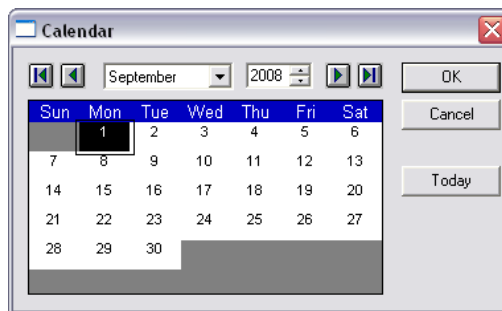 Calendar
September 2008 OK
Sun Mon Tue Wed Thu Fri Sat Cancel
1 2 3 4 5 6
7 8 9 10 11 12 13
14 15 16 17 18 19 20 Today
21 22 23 24 25 26 27
28 29 30